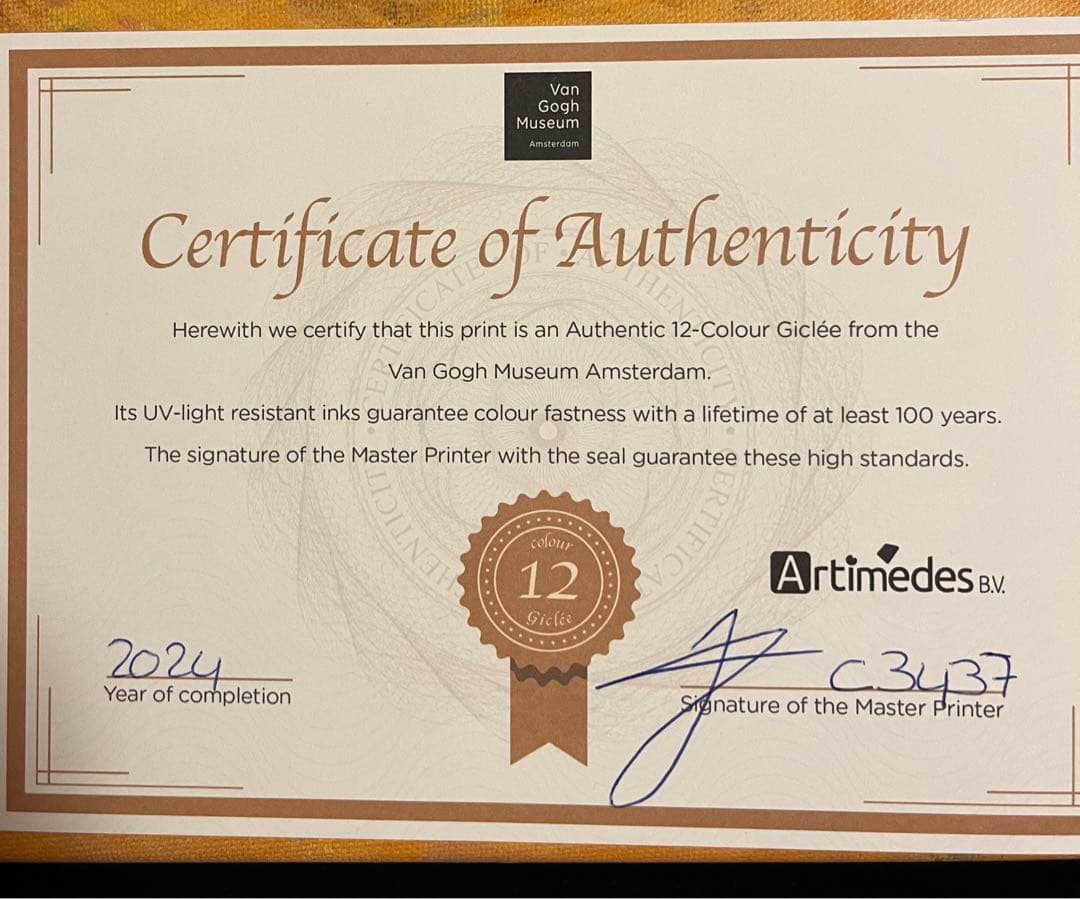 Van
Gogh
Museum
Amsterdam
Certificate of Authenticity
Herewith we certify that this print is an Authentic 12-Colour Giclée from the
Van Gogh Museum Amsterdam.
Its UV-light resistant inks guarantee colour fastness with a lifetime of at least 100 years.
The signature of the Master Printer with the seal guarantee these high standards.
CERTIFICATE OF AUTHENTICITY
colour
12
Giclée
Artimedes B.V.
2024
Year of completion
C3437
Signature of the Master Printer